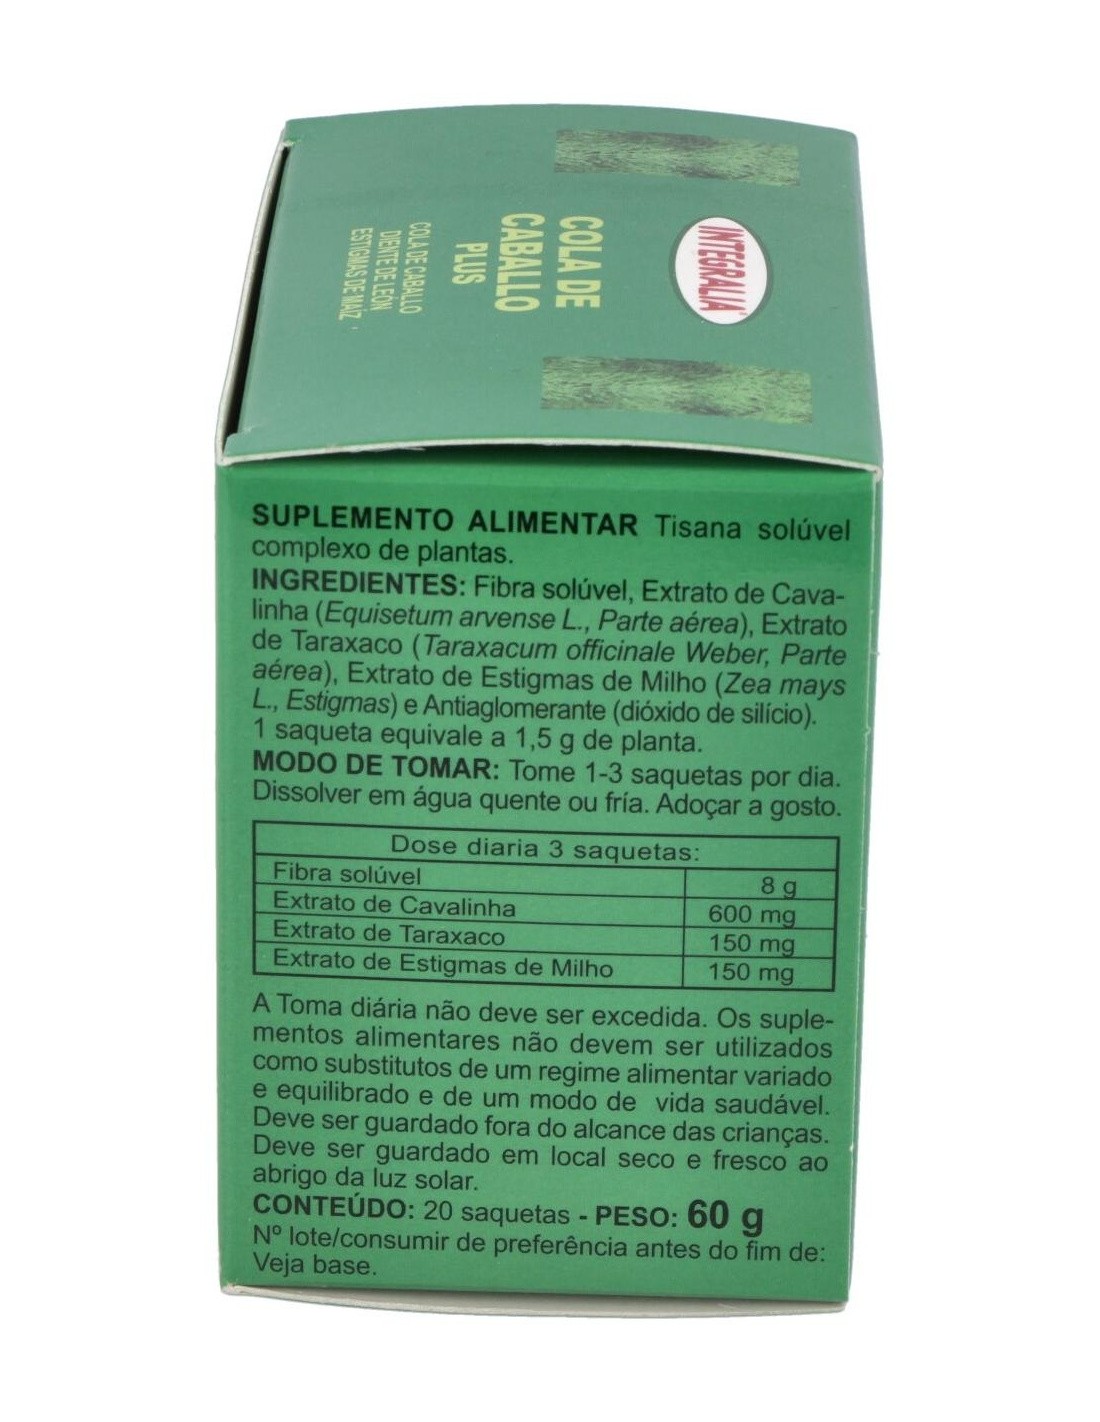 INTEGRALIA
COLA DE
CABALLO
PLUS
COLA DE CABALLO
DIENTE DE LEÓN
ESTIGMAS DE MAÍZ
SUPLEMENTO ALIMENTAR Tisana solúvel
complexo de plantas.
INGREDIENTES: Fibra solúvel, Extrato de Cava-
linha (Equisetum arvense L., Parte aérea), Extrato
de Taraxaco (Taraxacum officinale Weber, Parte
aérea), Extrato de Estigmas de Milho (Zea mays
L., Estigmas) e Antiaglomerante (dióxido de silício).
1 saqueta equivale a 1,5 g de planta.
MODO DE TOMAR: Tome 1-3 saquetas por dia.
Dissolver em água quente ou fría. Adoçar a gosto.
Dose diaria 3 saquetas:
Fibra solúvel 8 g
Extrato de Cavalinha 600 mg
Extrato de Taraxaco 150 mg
Extrato de Estigmas de Milho 150 mg
A Toma diária não deve ser excedida. Os suple-
mentos alimentares não devem ser utilizados
como substitutos de um regime alimentar variado
e equilibrado e de um modo de vida saudável.
Deve ser guardado fora do alcance das crianças.
Deve ser guardado em local seco e fresco ao
abrigo da luz solar.
CONTEÚDO: 20 saquetas - PESO: 60 g
Nº lote/consumir de preferência antes do fim de:
Veja base.